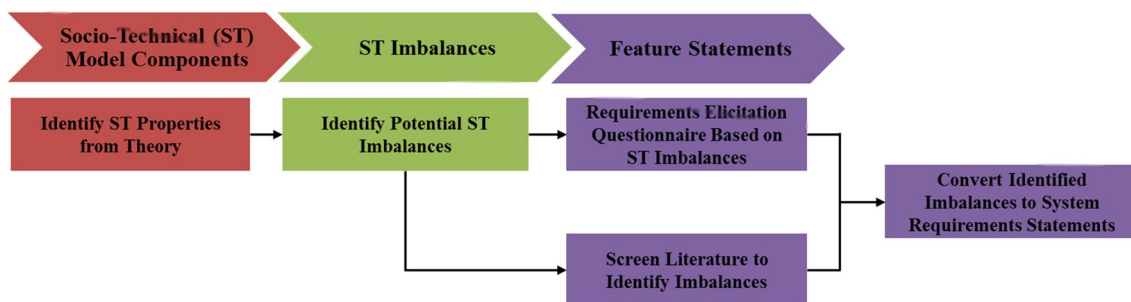 Socio-Technical (ST)
Model Components
ST Imbalances
Feature Statements
Identify ST Properties
from Theory
Identify Potential ST
Imbalances
Requirements Elicitation
Questionnaire Based on
ST Imbalances
Convert Identified
Imbalances to System
Requirements Statements
Screen Literature to
Identify Imbalances